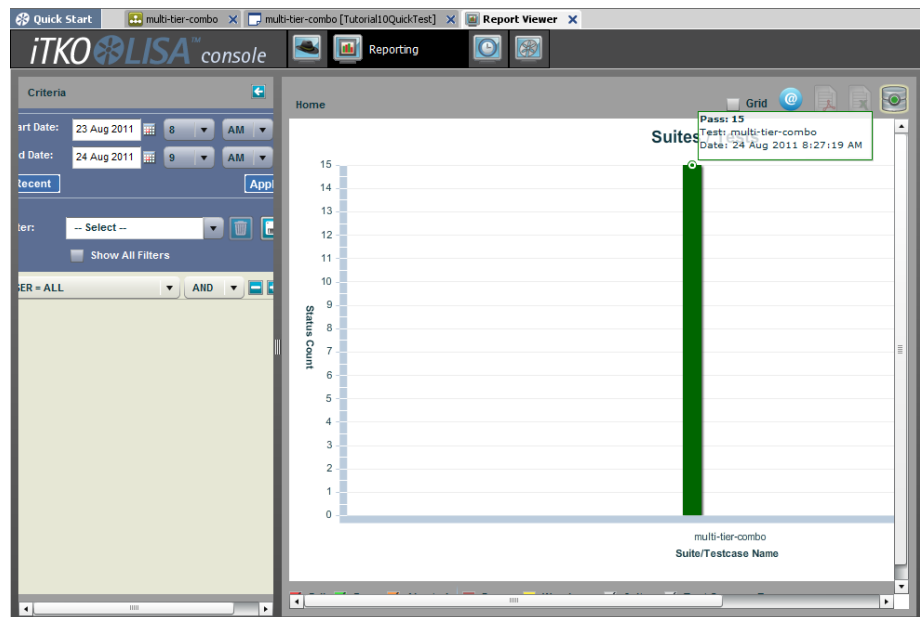 Quick Start
multi-tier-combo
multi-tier-combo [Tutorial10QuickTest]
Report Viewer
iTKO LISA™ console
Reporting
Criteria
art Date:
23 Aug 2011
8
AM
d Date:
24 Aug 2011
9
AM
Recent
Appl
-- Select --
Show All Filters
SER = ALL
AND
Home
Grid
Suites / Tests
Pass: 15
Test: multi-tier-combo
Date: 24 Aug 2011 8:27:19 AM
15
14
13
12
11
10
9
8
7
6
5
4
3
2
1
0
Status Count
multi-tier-combo
Suite/Testcase Name